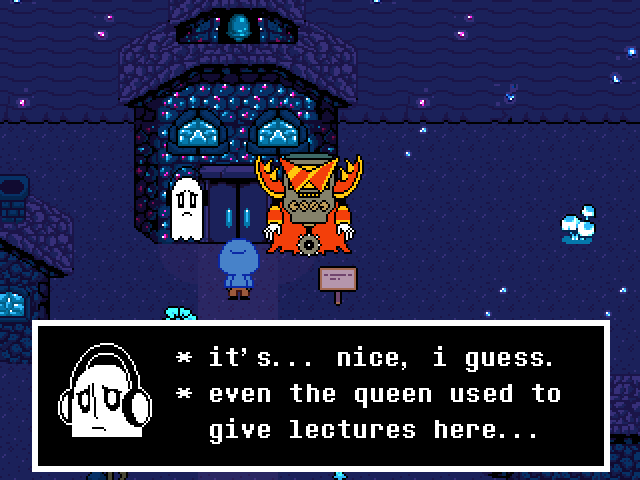 * it's... nice, i guess.
* even the queen used to
give lectures here...